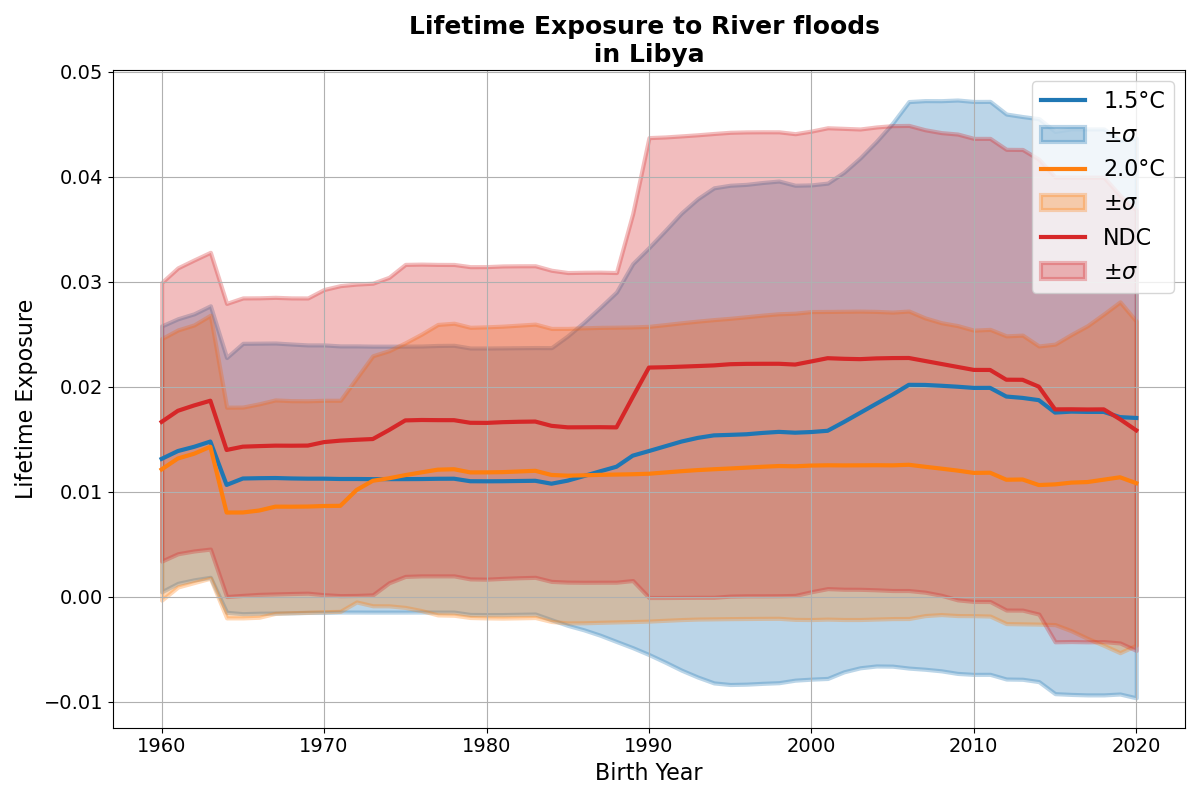 Lifetime Exposure to River floods
in Libya
0.05
0.04
0.03
0.02
0.01
0.00
−0.01
Lifetime Exposure
1960
1970
1980
1990
2000
2010
2020
Birth Year
1.5°C
±σ
2.0°C
±σ
NDC
±σ